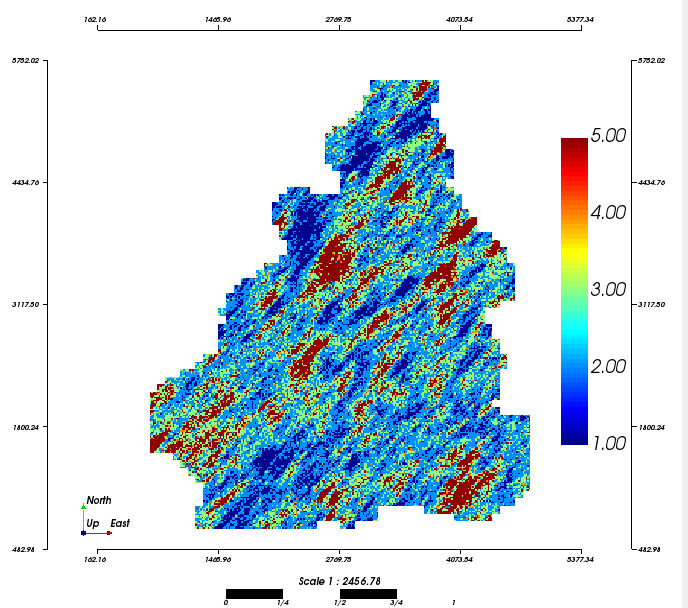 162.16 1465.96 2769.75 4073.54 5377.34
5752.02 5752.02
5.00
4434.76 4434.76
4.00
3.00
3117.50 3117.50
2.00
1800.24 1800.24
1.00
North
Up East
482.98 482.98
162.16 1465.96 2769.75 4073.54 5377.34
Scale 1 : 2456.78
0 1/4 1/2 3/4 1